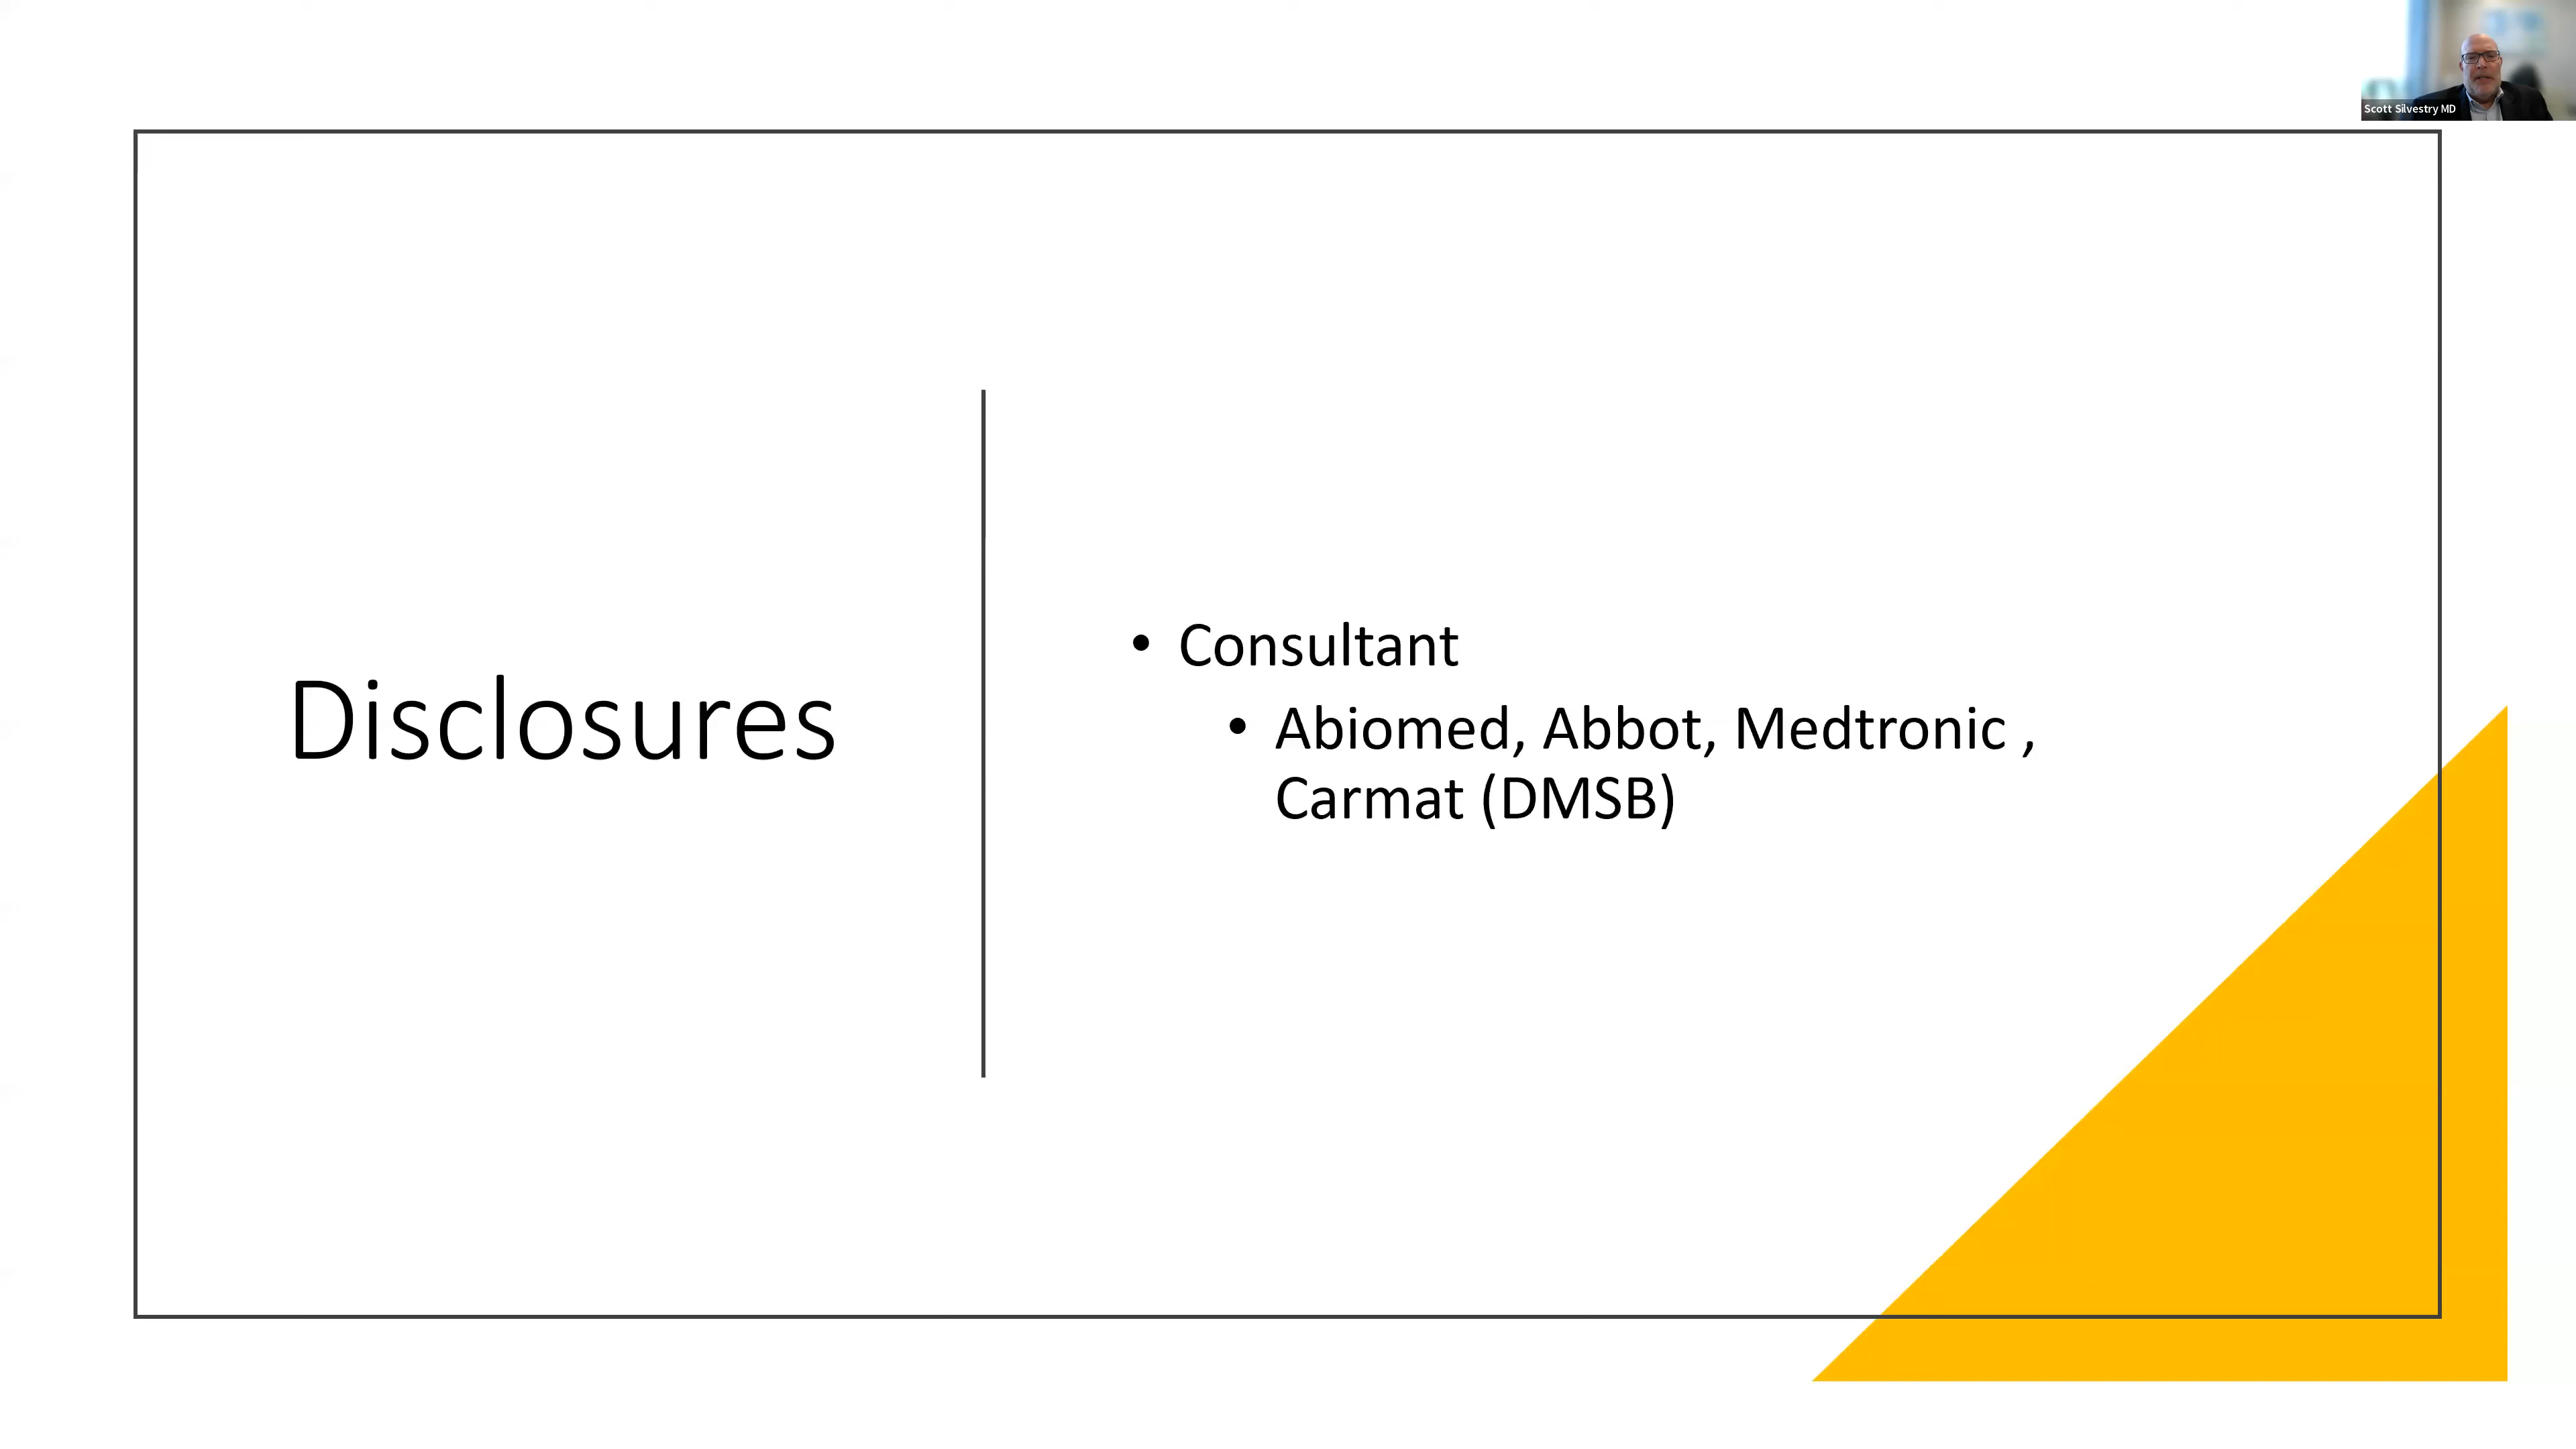 Scott Silvestry MD
Disclosures
• Consultant
• Abiomed, Abbot, Medtronic ,
Carmat (DMSB)